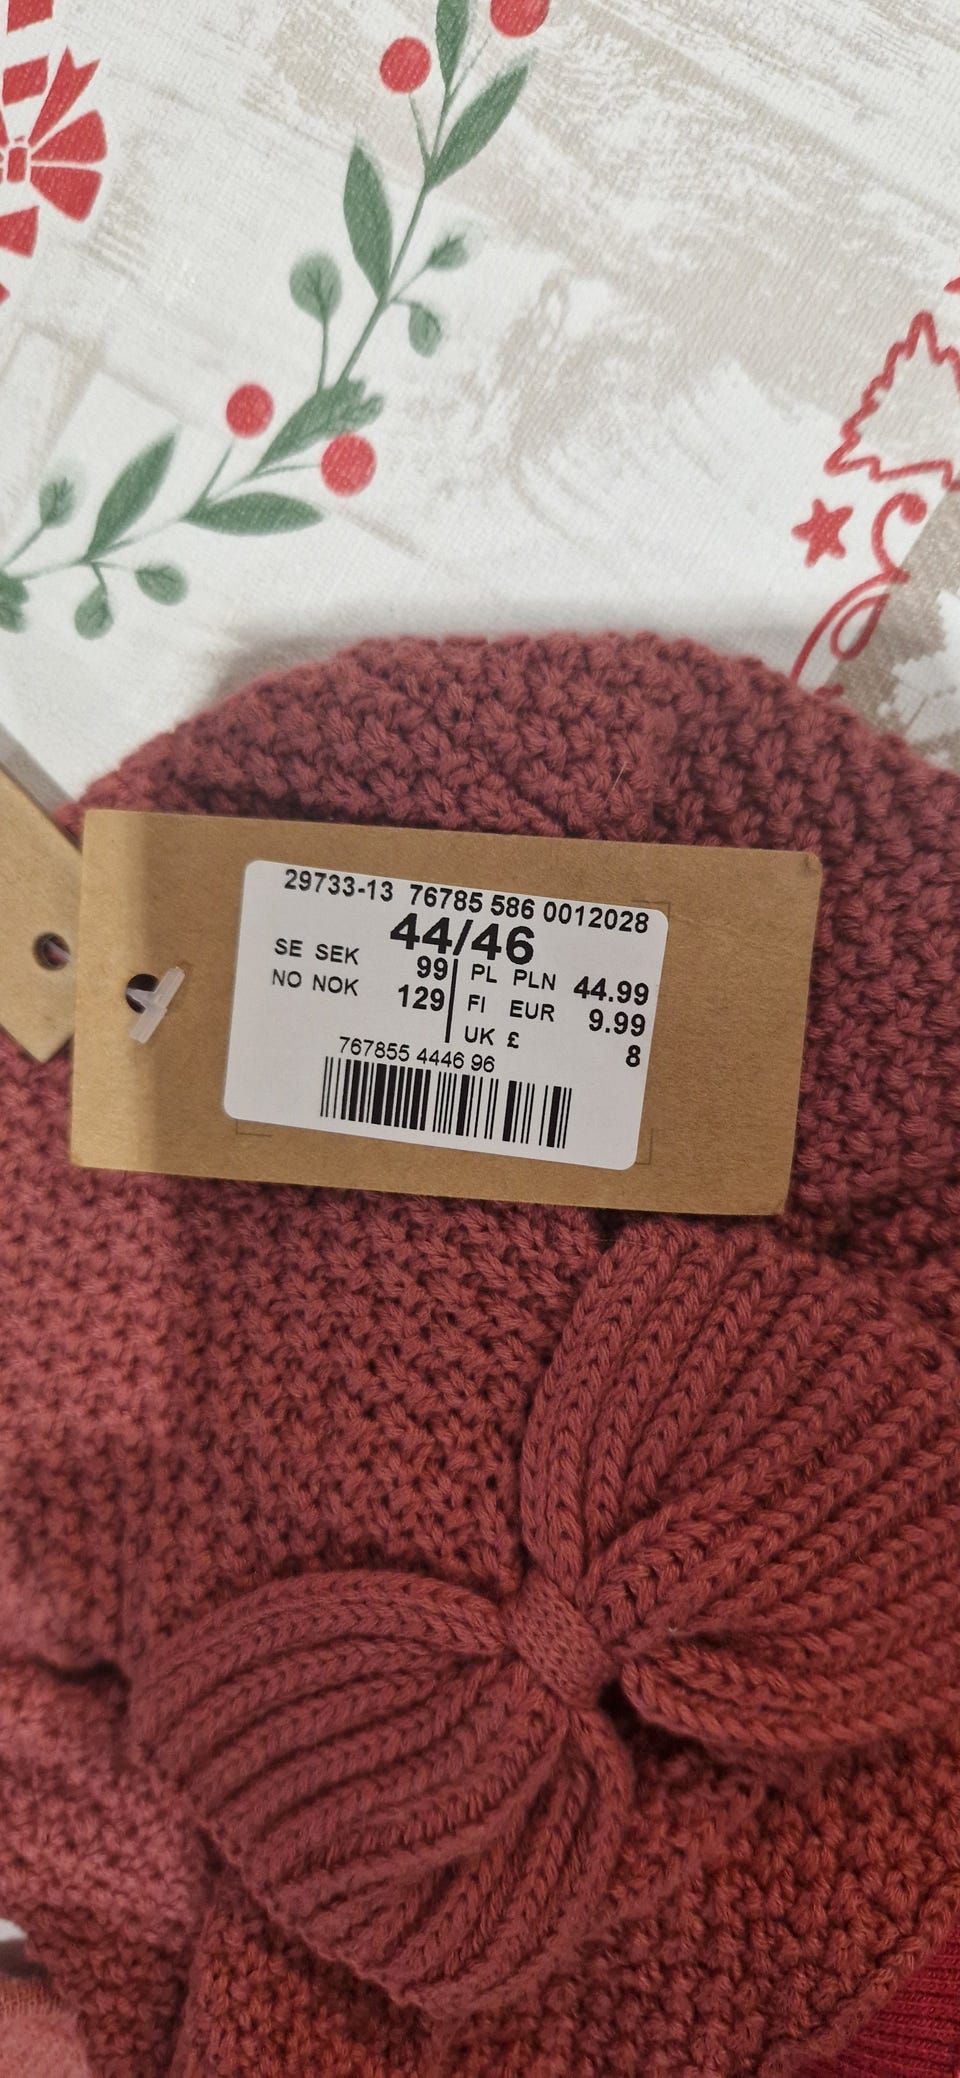 29733-13 76785 586 0012028
44/46
SE SEK 99 PL PLN 44.99
NO NOK 129 FI EUR 9.99
UK £ 8
767855 4446 96